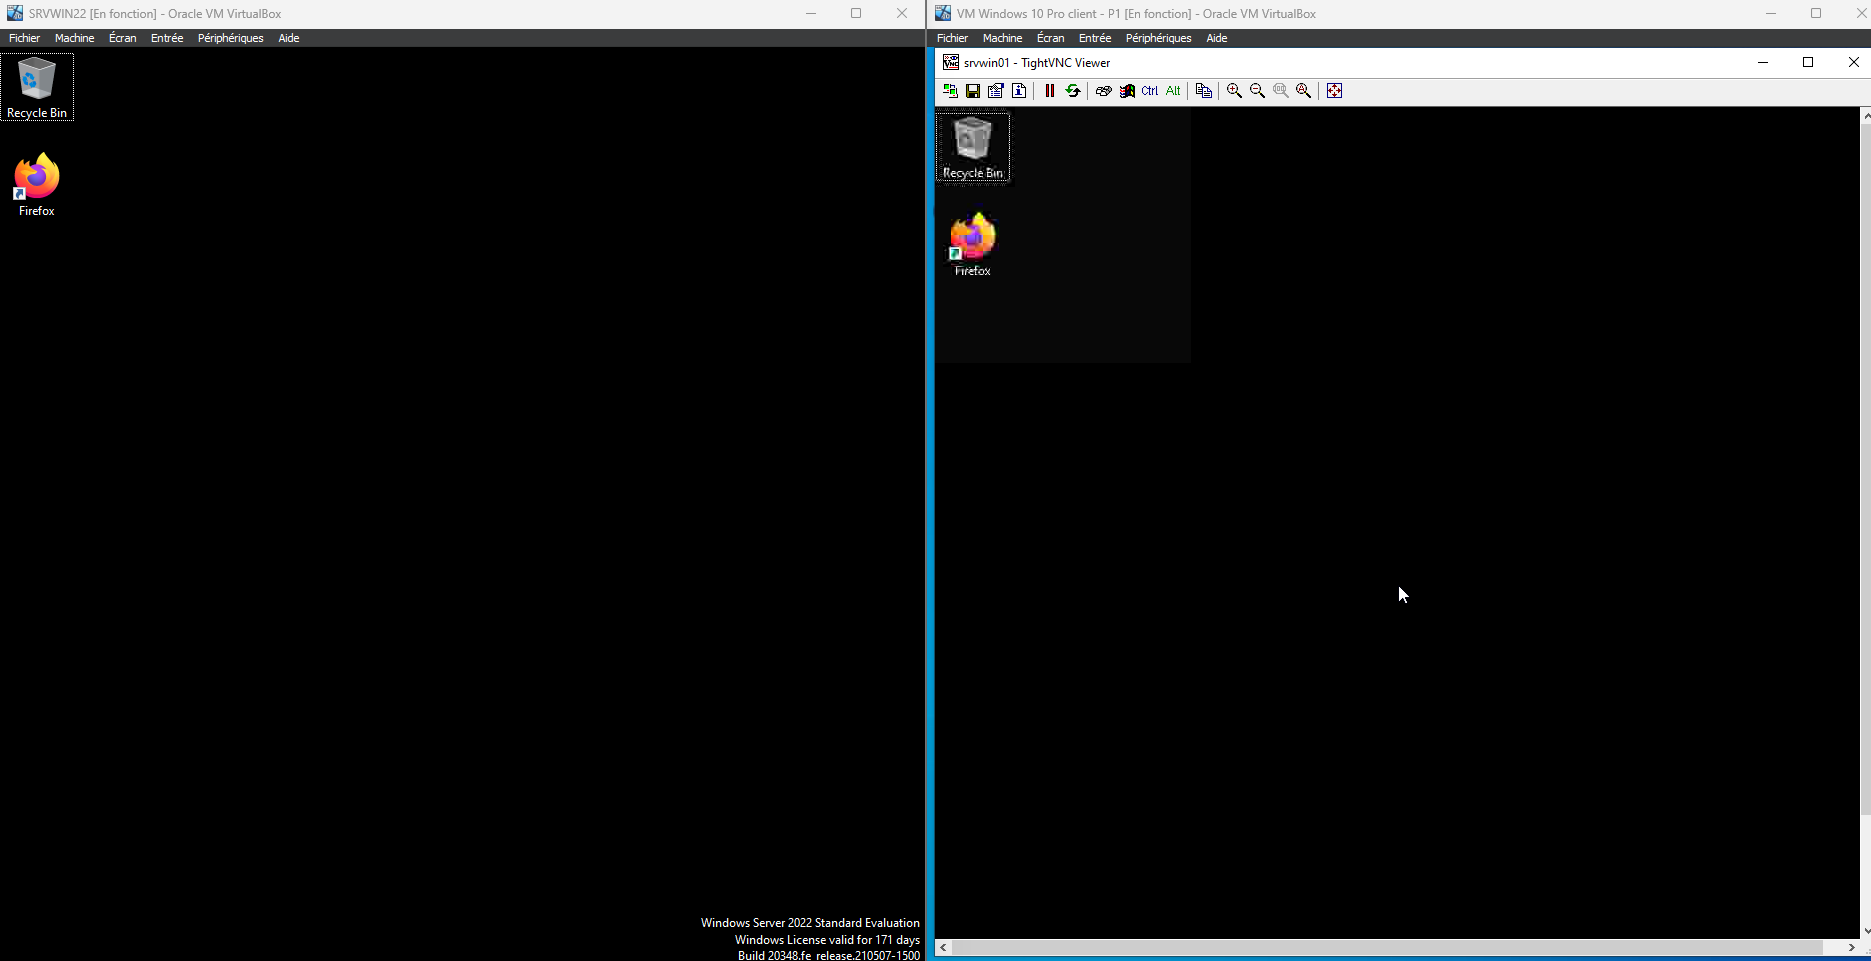 SRVWIN22 [En fonction] - Oracle VM VirtualBox
Fichier Machine Écran Entrée Périphériques Aide
Recycle Bin
Firefox
Windows Server 2022 Standard Evaluation
Windows License valid for 171 days
Build 20348.fe_release.210507-1500
VM Windows 10 Pro client - P1 [En fonction] - Oracle VM VirtualBox
Fichier Machine Écran Entrée Périphériques Aide
srvwin01 - TightVNC Viewer
Ctrl Alt
Recycle Bin
Firefox